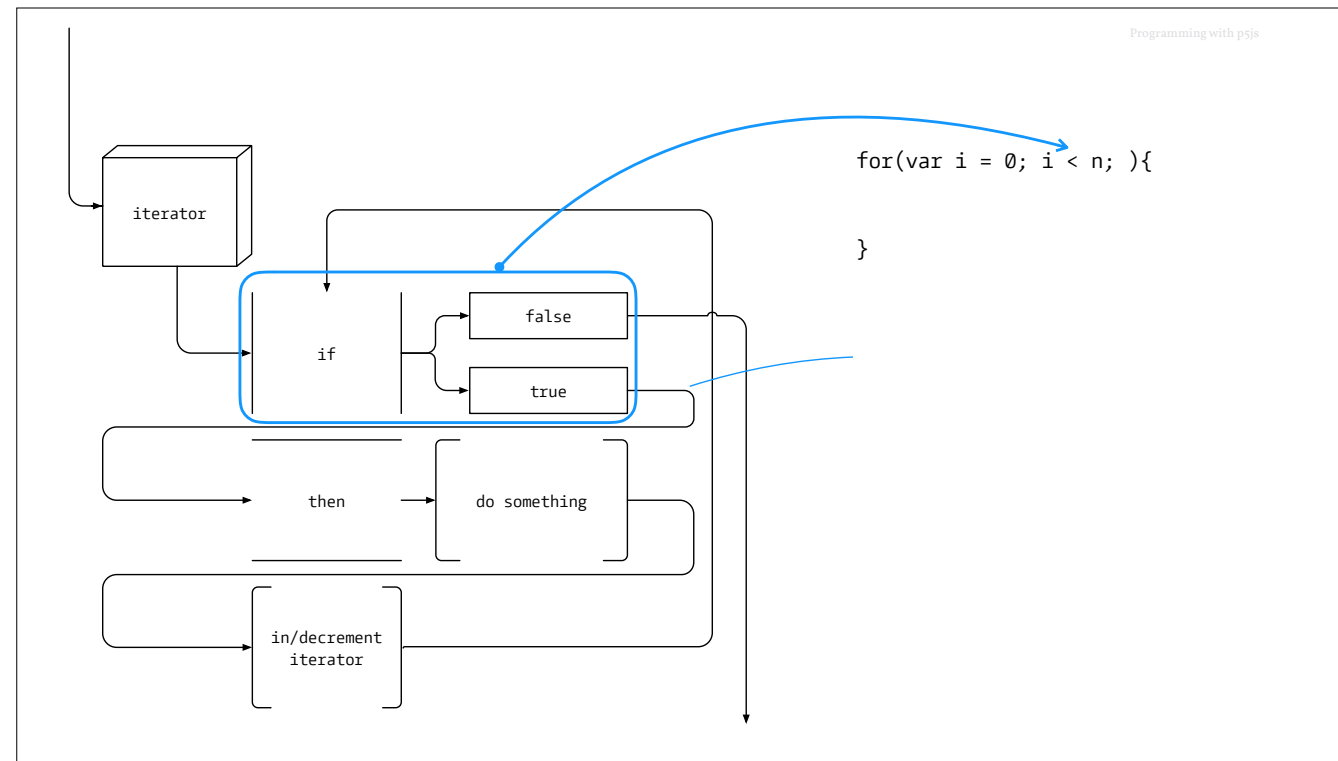 Programming with p5js
for(var i = 0; i < n; ){
}
iterator
if
false
true
then
do something
in/decrement
iterator